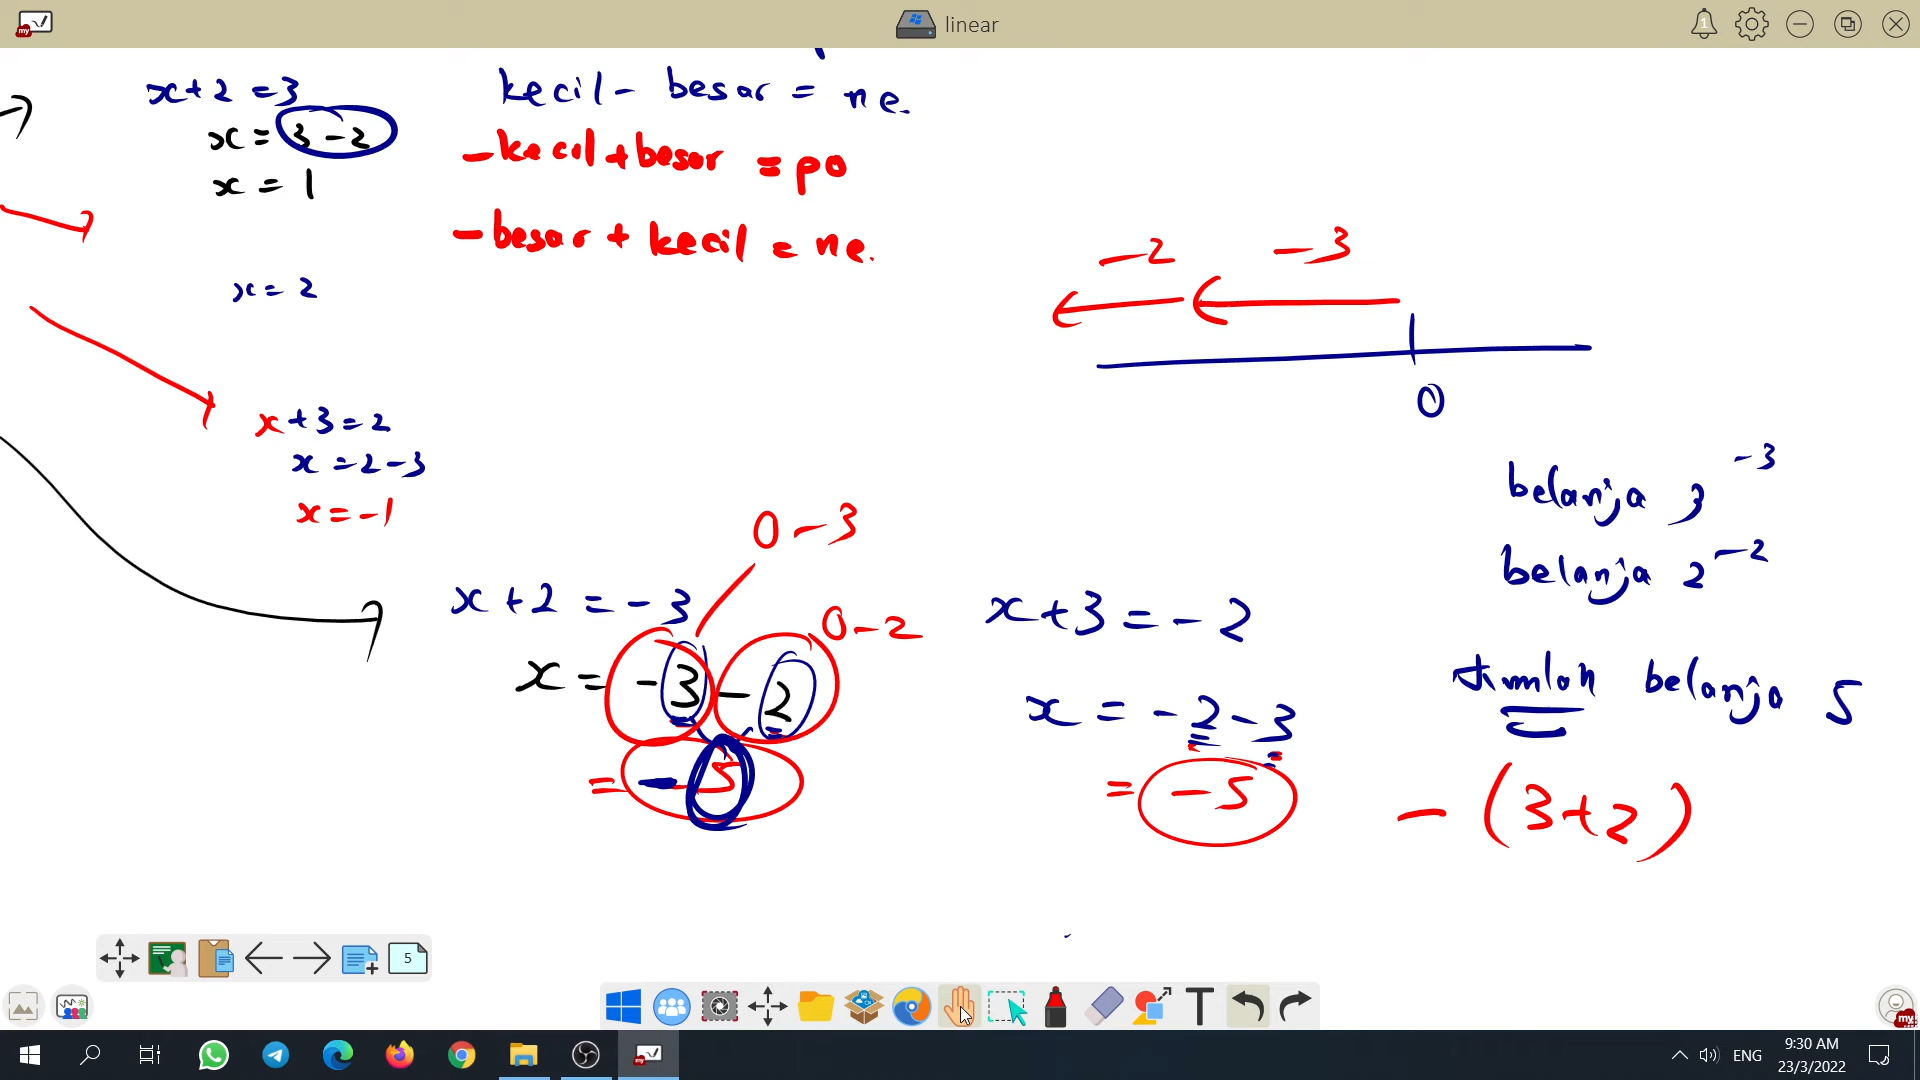 linear
x+2 =3
x = 3 -2
x = 1
kecil - besar = ne.
-kecil + besar = po
-besar + kecil = ne.
x = 2
x + 3 = 2
x = 2 - 3
x = -1
-2
-3
0
belanja 3 -3
belanja 2 -2
Jumlah belanja 5
- (3+2)
0 - 3
x + 2 = - 3
0 - 2
x = - 3 - 2
= - 5
x + 3 = - 2
x = - 2 - 3
= - 5
5
ENG
9:30 AM
23/3/2022